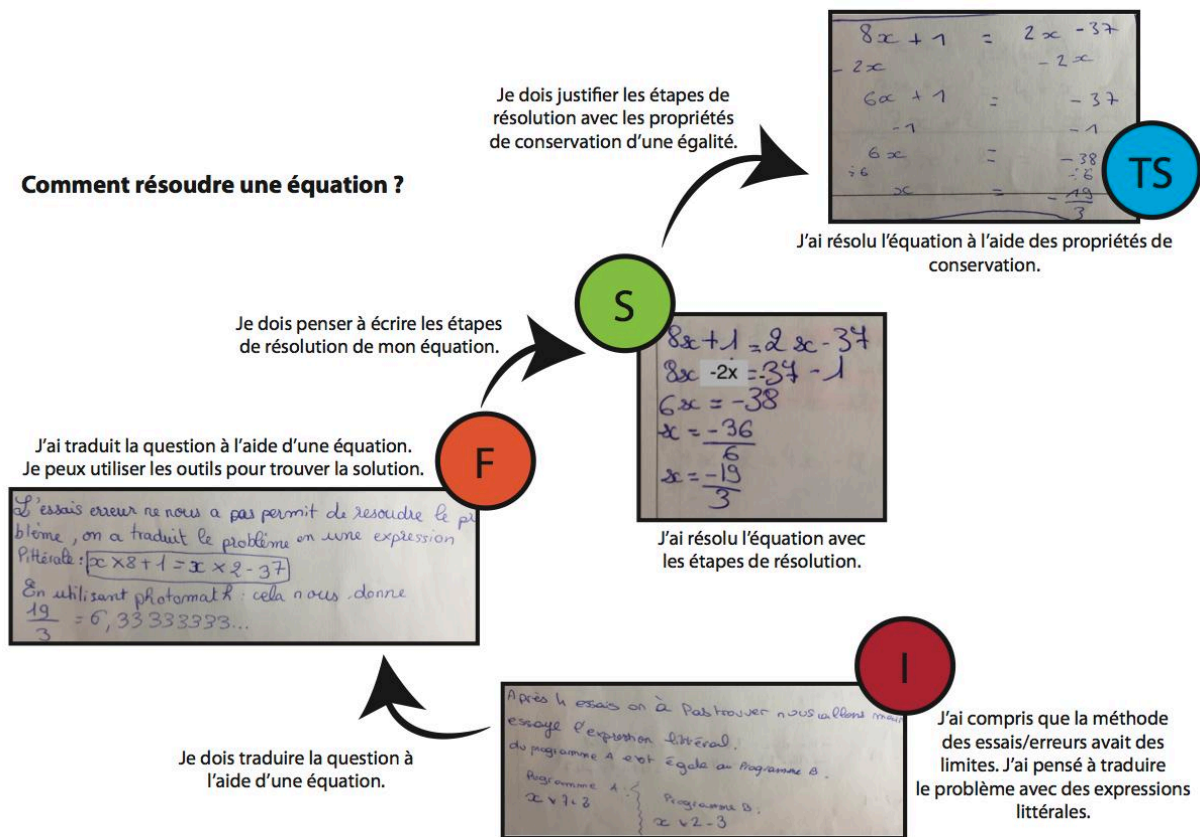 Comment résoudre une équation ?
Je dois justifier les étapes de
résolution avec les propriétés
de conservation d'une égalité.
8x + 1 = 2x - 37
- 2x - 2x
6x + 1 = - 37
-1 -1
6x = -38
÷6 ÷6
x = - 19
3
TS
J'ai résolu l'équation à l'aide des propriétés de
conservation.
S
Je dois penser à écrire les étapes
de résolution de mon équation.
8x + 1 = 2x - 37
8x -2x = -37 - 1
6x = -38
x = -36
6
x = -19
3
J'ai résolu l'équation avec
les étapes de résolution.
F
J'ai traduit la question à l'aide d'une équation.
Je peux utiliser les outils pour trouver la solution.
L'essais erreur ne nous a pas permit de resoudre le
blème, on a traduit le problème en une expression
littérale : x × 8 + 1 = x × 2 - 37
En utilisant photomath : cela nous donne
19
3 = 6,33333333...
Je dois traduire la question à
l'aide d'une équation.
I
Après 4 essais on à Pas trouver nous allons
essaye l'expression littéral.
du programme A est égale au Programme B.
Programme A :
Programme B :
x × 2 - 3
J'ai compris que la méthode
des essais/erreurs avait des
limites. J'ai pensé à traduire
le problème avec des expressions
littérales.